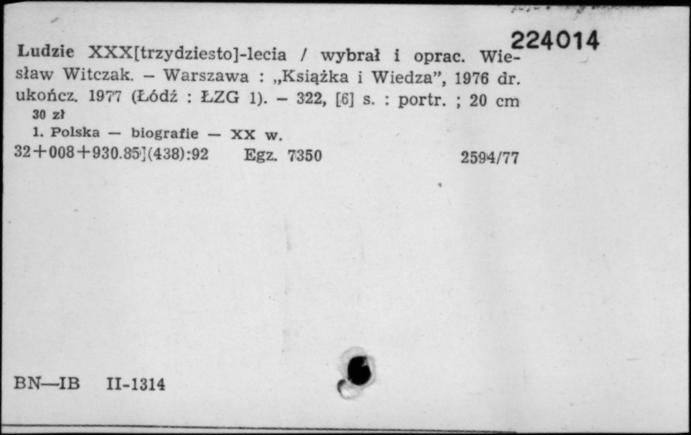 224014
Ludzie XXX[trzydziesto]-lecia / wybrał i oprac. Wie-
sław Witczak. — Warszawa : „Książka i Wiedza”, 1976 dr.
ukończ. 1977 (Łódź : ŁZG 1). — 322, [6] s. : portr. ; 20 cm
30 zł
1. Polska — biografie — XX w.
32+008+930.85](438):92 Egz. 7350 2594/77
BN—IB II-1314